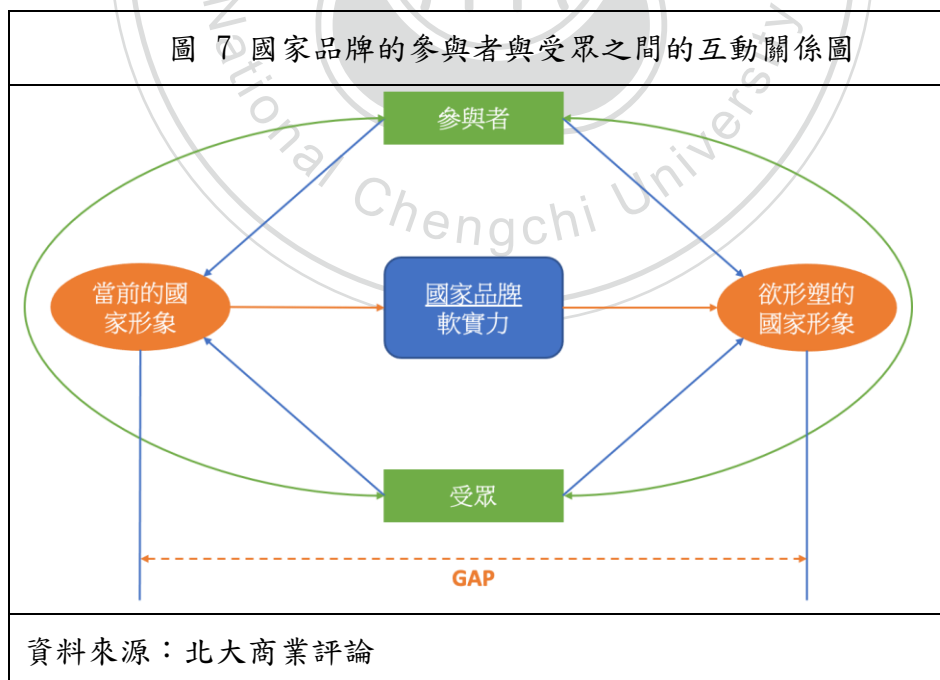 圖 7 國家品牌的參與者與受眾之間的互動關係圖
National Chengchi University
參與者
當前的國
家形象
國家品牌
軟實力
欲形塑的
國家形象
受眾
GAP
資料來源：北大商業評論